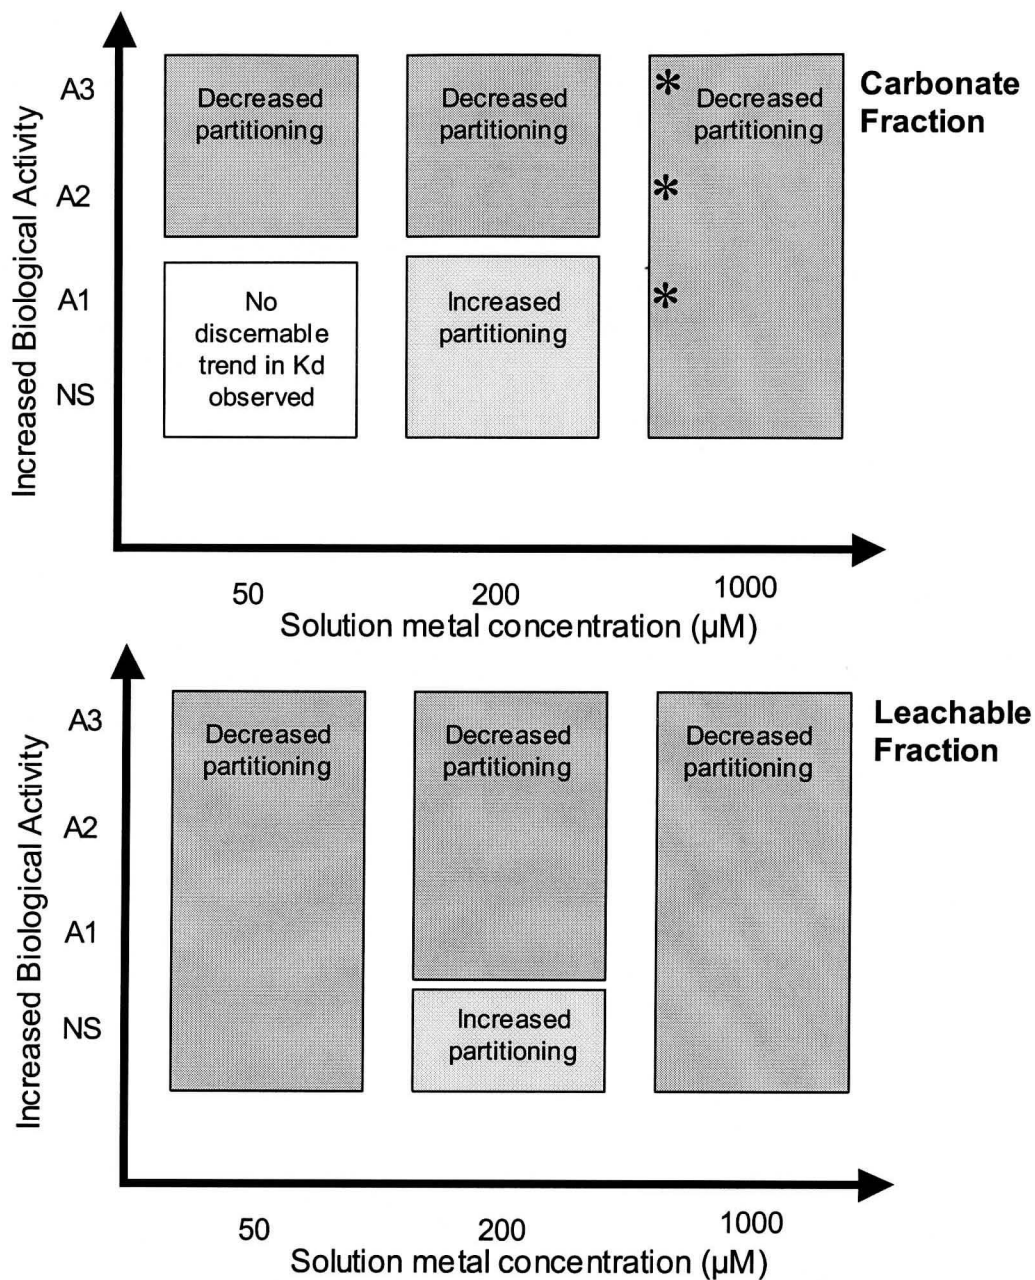 A3
Decreased
partitioning
Decreased
partitioning
* Decreased
partitioning
Carbonate
Fraction
A2
*
A1
No
discernable
trend in Kd
observed
Increased
partitioning
*
NS
Increased Biological Activity
50
200
1000
Solution metal concentration (µM)
A3
Decreased
partitioning
Decreased
partitioning
Decreased
partitioning
Leachable
Fraction
A2
A1
NS
Increased
partitioning
Increased Biological Activity
50
200
1000
Solution metal concentration (µM)